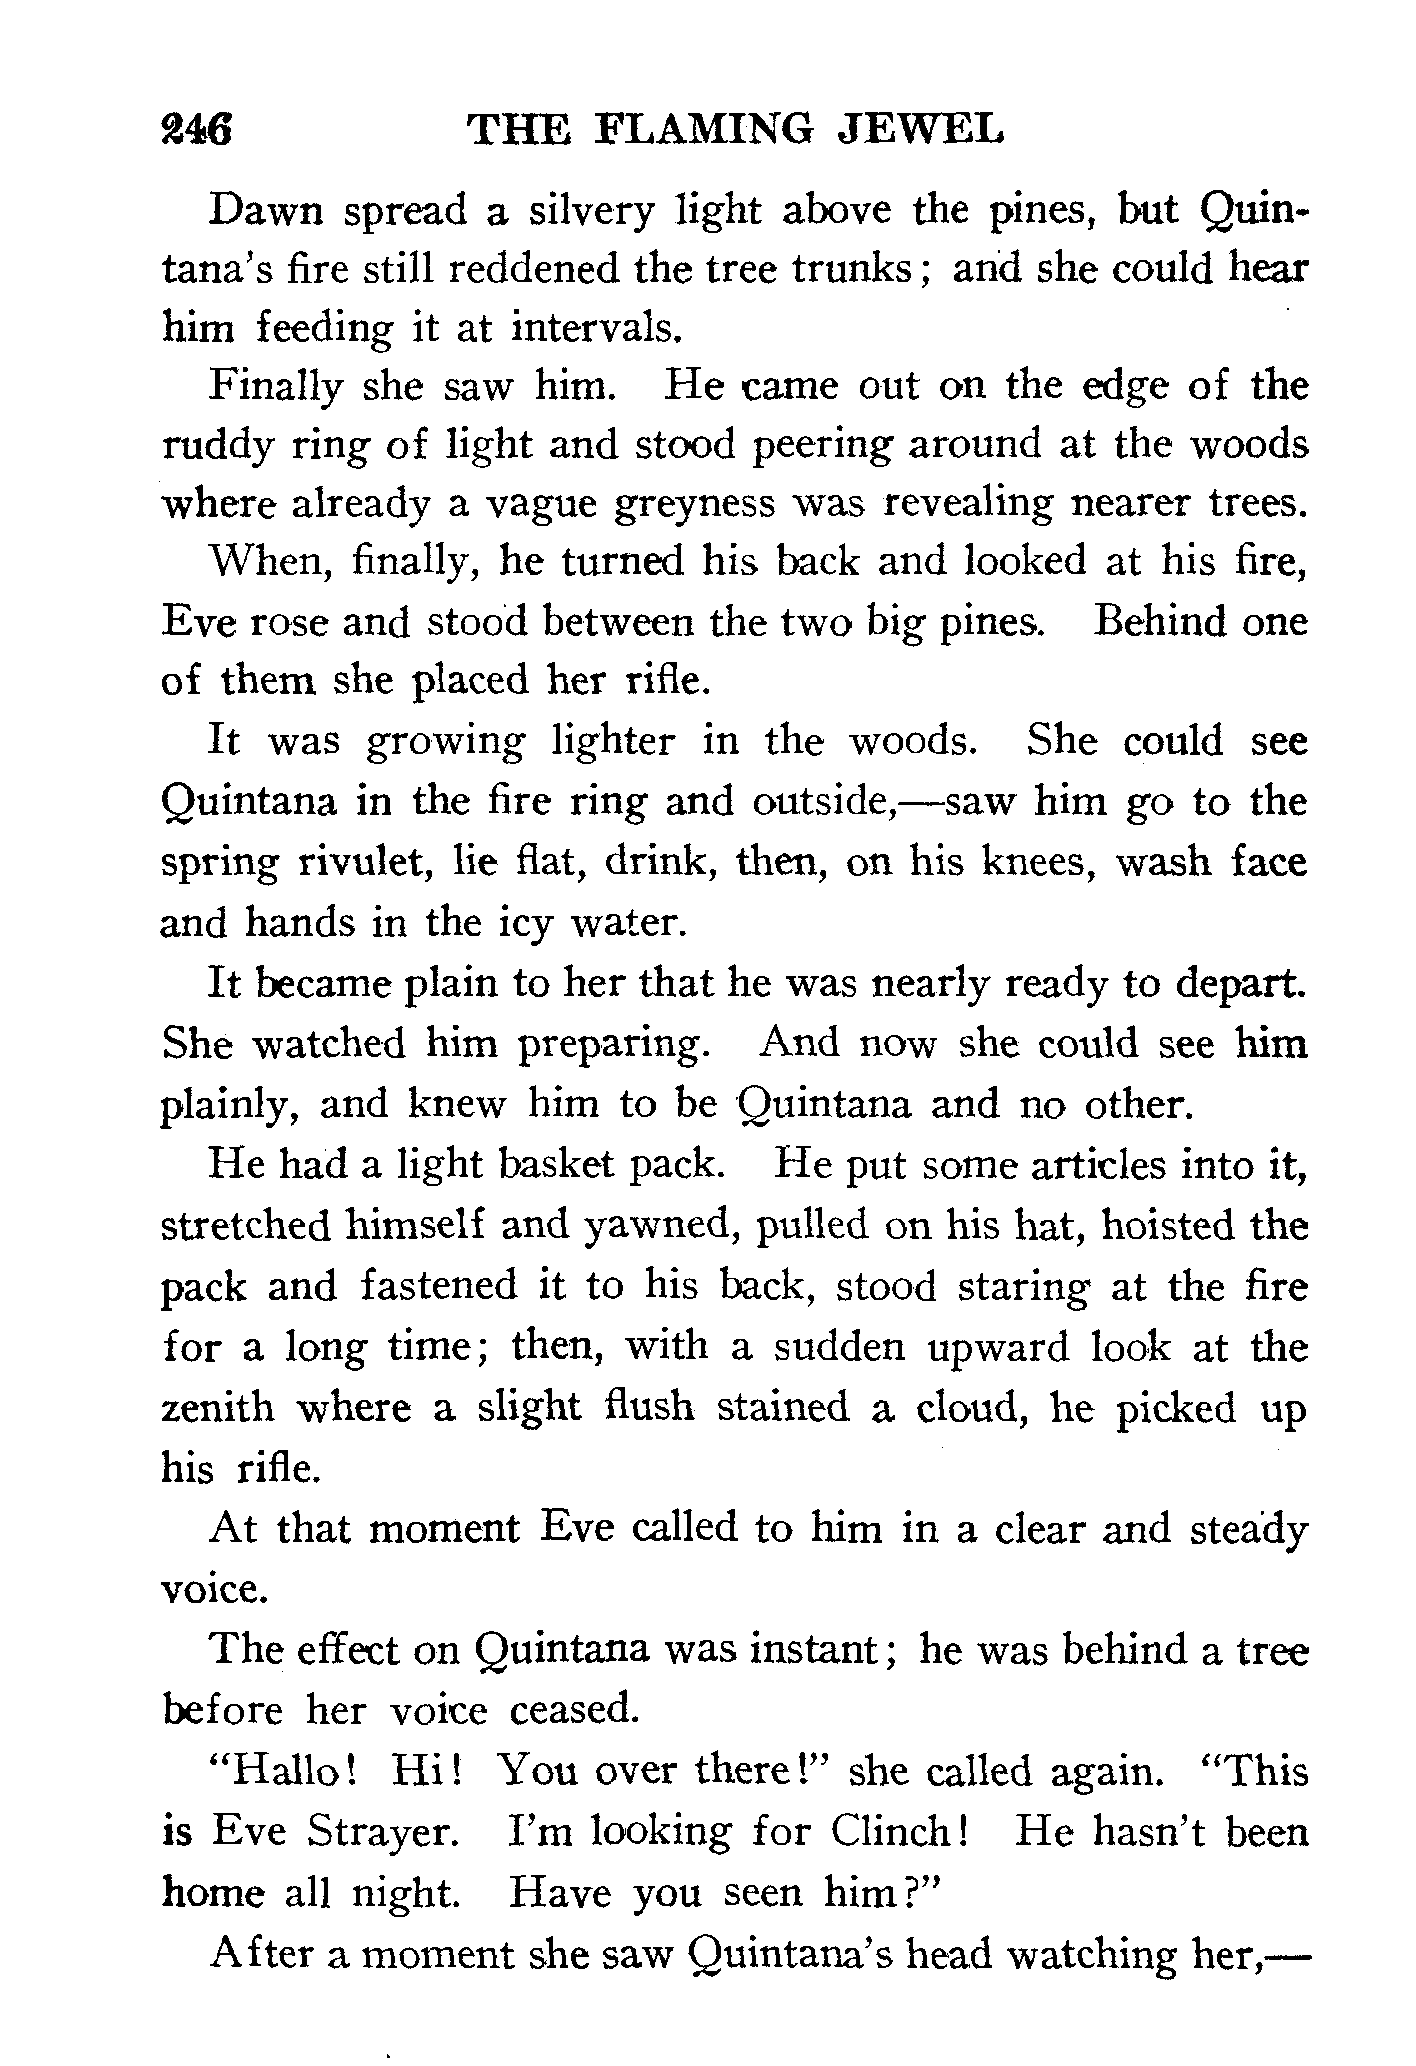 246 THE FLAMING JEWEL
Dawn spread a silvery light above the pines, but Quin-
tana's fire still reddened the tree trunks; and she could hear
him feeding it at intervals.
Finally she saw him. He came out on the edge of the
ruddy ring of light and stood peering around at the woods
where already a vague greyness was revealing nearer trees.
When, finally, he turned his back and looked at his fire,
Eve rose and stood between the two big pines. Behind one
of them she placed her rifle.
It was growing lighter in the woods. She could see
Quintana in the fire ring and outside,—saw him go to the
spring rivulet, lie flat, drink, then, on his knees, wash face
and hands in the icy water.
It became plain to her that he was nearly ready to depart.
She watched him preparing. And now she could see him
plainly, and knew him to be Quintana and no other.
He had a light basket pack. He put some articles into it,
stretched himself and yawned, pulled on his hat, hoisted the
pack and fastened it to his back, stood staring at the fire
for a long time; then, with a sudden upward look at the
zenith where a slight flush stained a cloud, he picked up
his rifle.
At that moment Eve called to him in a clear and steady
voice.
The effect on Quintana was instant; he was behind a tree
before her voice ceased.
"Hallo! Hi! You over there!" she called again. "This
is Eve Strayer. I'm looking for Clinch! He hasn't been
home all night. Have you seen him?"
After a moment she saw Quintana's head watching her,—